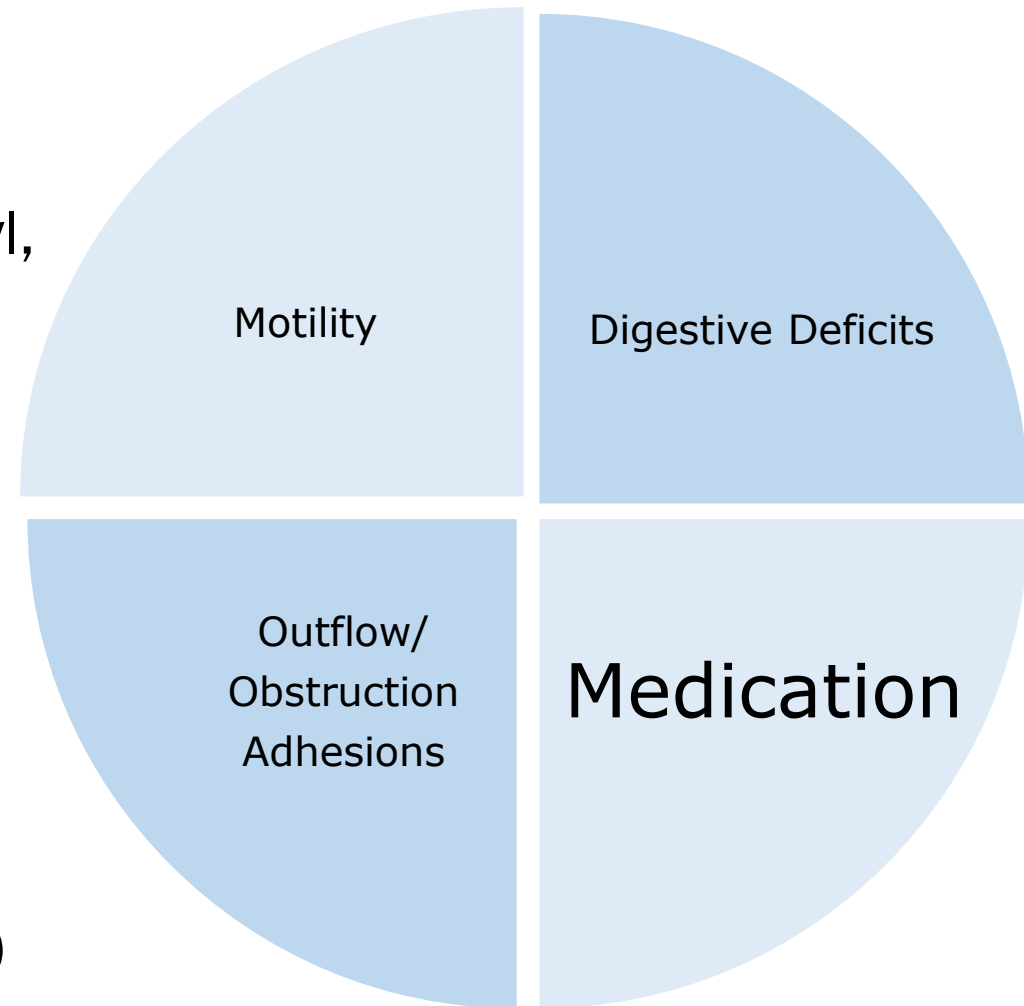 Motility
Digestive Deficits
Outflow/
Obstruction
Adhesions
Medication
)